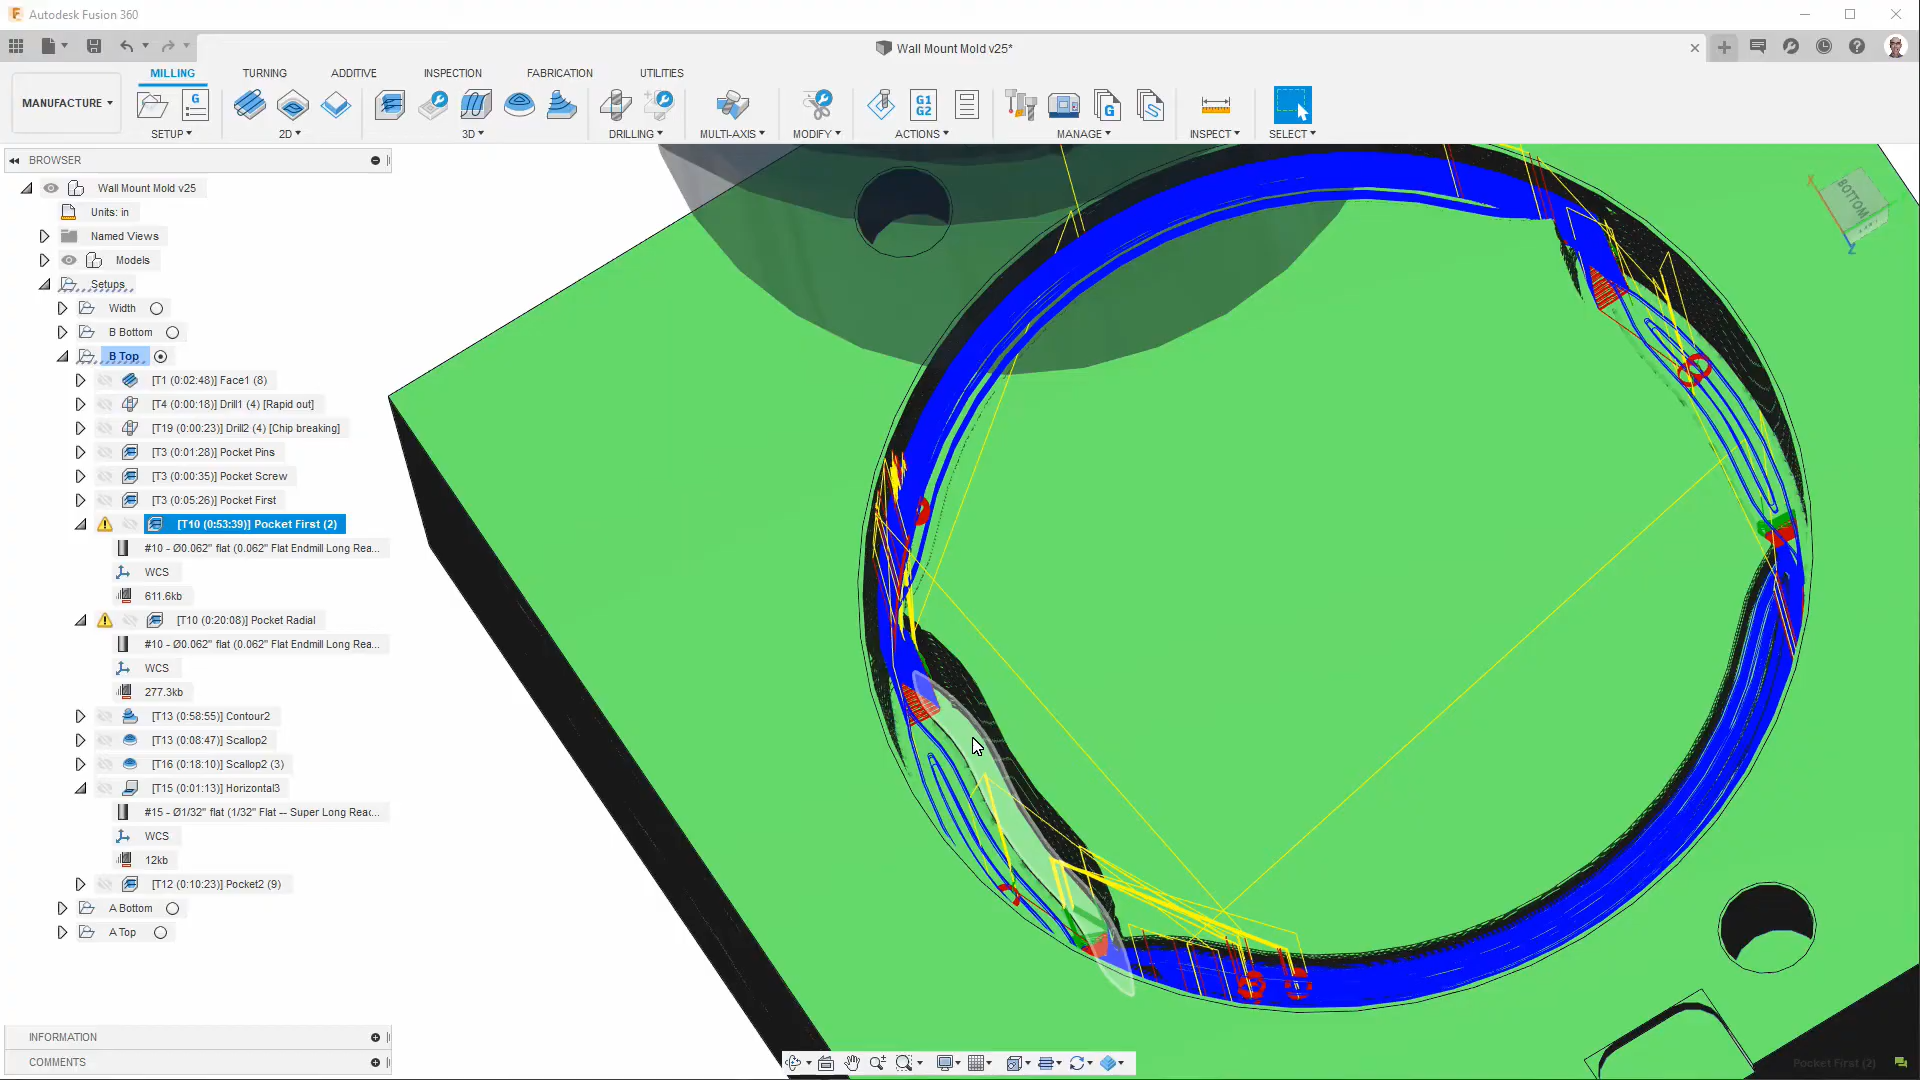 Autodesk Fusion 360
Wall Mount Mold v25*
MANUFACTURE
MILLING
TURNING
ADDITIVE
INSPECTION
FABRICATION
UTILITIES
SETUP
2D
3D
DRILLING
MULTI-AXIS
MODIFY
ACTIONS
MANAGE
INSPECT
SELECT
G
G1
G2
G
BROWSER
Wall Mount Mold v25
Units: in
Named Views
Models
Setups
Width
B Bottom
B Top
[T1 (0:02:48)] Face1 (8)
[T4 (0:00:18)] Drill1 (4) [Rapid out]
[T19 (0:00:23)] Drill2 (4) [Chip breaking]
[T3 (0:01:28)] Pocket Pins
[T3 (0:00:35)] Pocket Screw
[T3 (0:05:26)] Pocket First
[T10 (0:53:39)] Pocket First (2)
#10 - Ø0.062" flat (0.062" Flat Endmill Long Rea...
WCS
611.6kb
[T10 (0:20:08)] Pocket Radial
#10 - Ø0.062" flat (0.062" Flat Endmill Long Rea...
WCS
277.3kb
[T13 (0:58:55)] Contour2
[T13 (0:08:47)] Scallop2
[T16 (0:18:10)] Scallop2 (3)
[T15 (0:01:13)] Horizontal3
#15 - Ø1/32" flat (1/32" Flat -- Super Long Reac...
WCS
12kb
[T12 (0:10:23)] Pocket2 (9)
A Bottom
A Top
BOTTOM
X
Z
INFORMATION
COMMENTS
Pocket First (2)